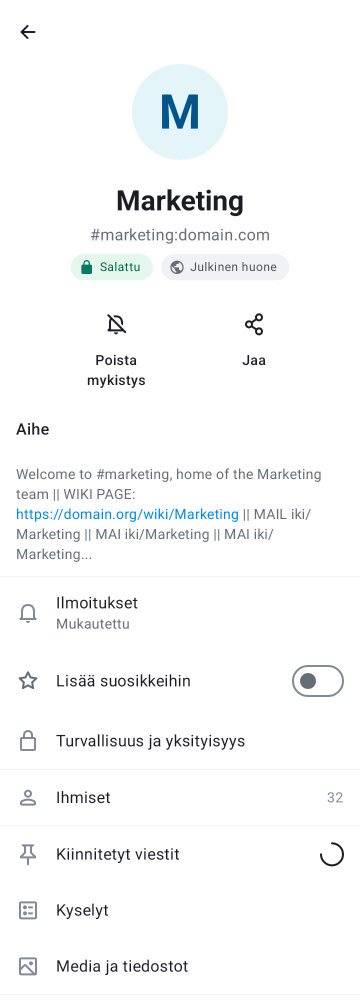 M
Marketing
#marketing:domain.com
Salattu
Julkinen huone
Poista
mykistys
Jaa
Aihe
Welcome to #marketing, home of the Marketing
team || WIKI PAGE:
https://domain.org/wiki/Marketing || MAIL iki/
Marketing || MAI iki/Marketing || MAI iki/
Marketing...
Ilmoitukset
Mukautettu
Lisää suosikkeihin
Turvallisuus ja yksityisyys
Ihmiset 32
Kiinnitetyt viestit
Kyselyt
Media ja tiedostot